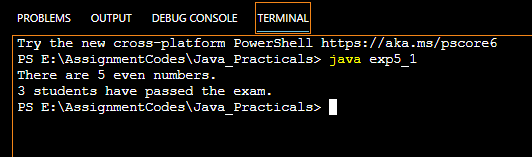 PROBLEMS OUTPUT DEBUG CONSOLE TERMINAL
Try the new cross-platform PowerShell https://aka.ms/pscore6
PS E:\AssignmentCodes\Java_Practicals> java exp5_1
There are 5 even numbers.
3 students have passed the exam.
PS E:\AssignmentCodes\Java_Practicals>